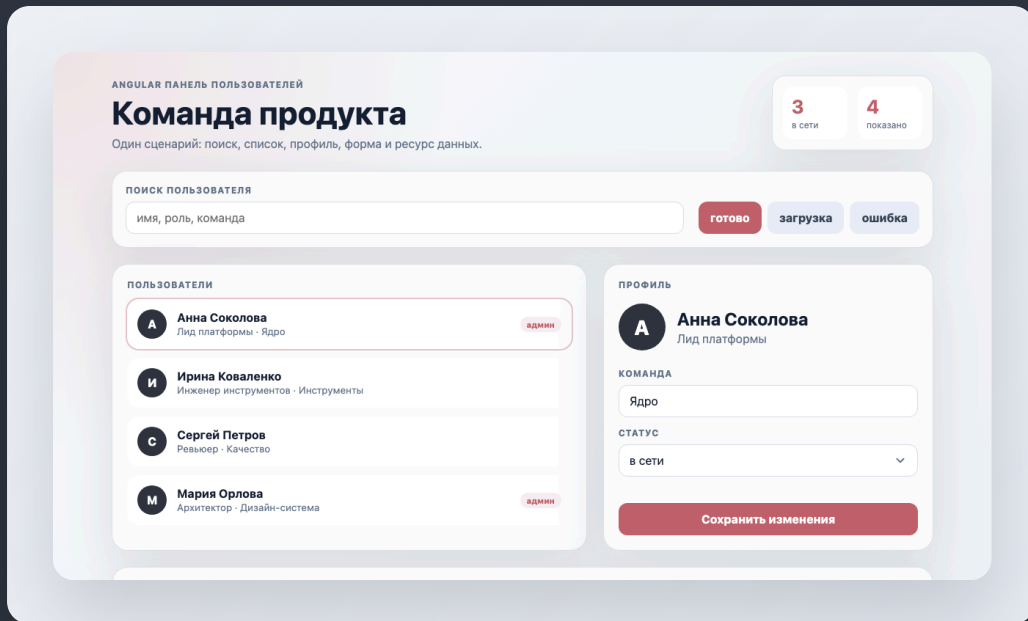 ANGULAR ПАНЕЛЬ ПОЛЬЗОВАТЕЛЕЙ
Команда продукта
Один сценарий: поиск, список, профиль, форма и ресурс данных.
3
в сети
4
показано
ПОИСК ПОЛЬЗОВАТЕЛЯ
имя, роль, команда
готово
загрузка
ошибка
ПОЛЬЗОВАТЕЛИ
А
Анна Соколова
Лид платформы · Ядро
админ
И
Ирина Коваленко
Инженер инструментов · Инструменты
С
Сергей Петров
Ревьюер · Качество
М
Мария Орлова
Архитектор · Дизайн-система
админ
ПРОФИЛЬ
А
Анна Соколова
Лид платформы
КОМАНДА
Ядро
СТАТУС
в сети
Сохранить изменения